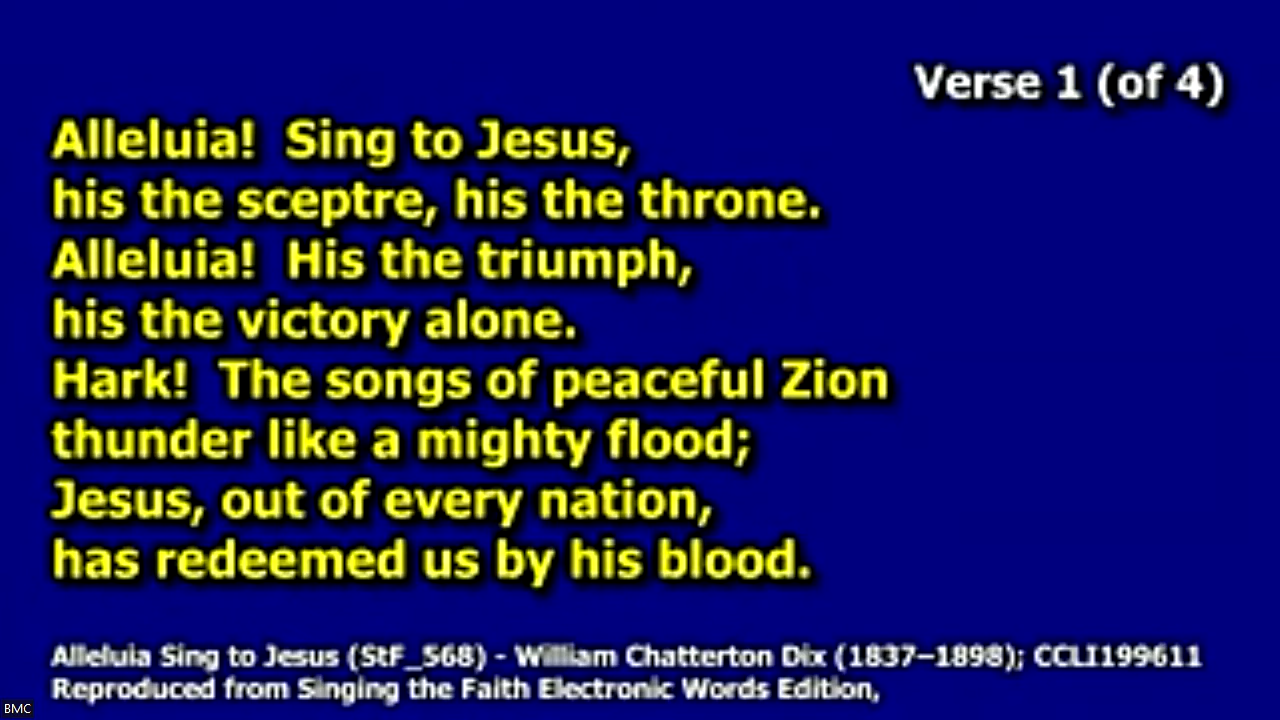 Verse 1 (of 4)
Alleluia!  Sing to Jesus,
his the sceptre, his the throne.
Alleluia!  His the triumph,
his the victory alone.
Hark!  The songs of peaceful Zion
thunder like a mighty flood;
Jesus, out of every nation,
has redeemed us by his blood.
Alleluia Sing to Jesus (StF_568) - William Chatterton Dix (1837–1898); CCLI199611
Reproduced from Singing the Faith Electronic Words Edition,
BMC